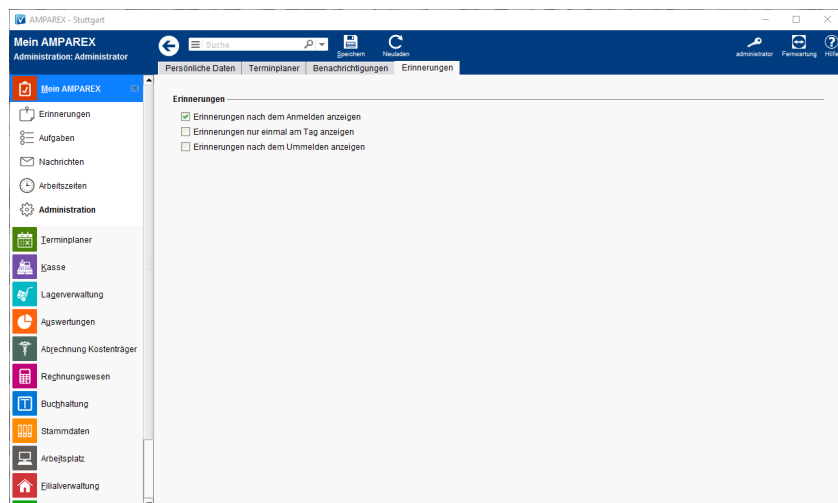 AMPAREX - Stuttgart
Mein AMPAREX
Administration: Administrator
Suche
Speichern
Neuladen
administrator
Fernwartung
Hilfe
Persönliche Daten
Terminplaner
Benachrichtigungen
Erinnerungen
Mein AMPAREX
Erinnerungen
Aufgaben
Nachrichten
Arbeitszeiten
Administration
Terminplaner
Kasse
Lagerverwaltung
Auswertungen
Abrechnung Kostenträger
Rechnungswesen
Buchhaltung
Stammdaten
Arbeitsplatz
Filialverwaltung
Erinnerungen
Erinnerungen nach dem Anmelden anzeigen
Erinnerungen nur einmal am Tag anzeigen
Erinnerungen nach dem Ummelden anzeigen